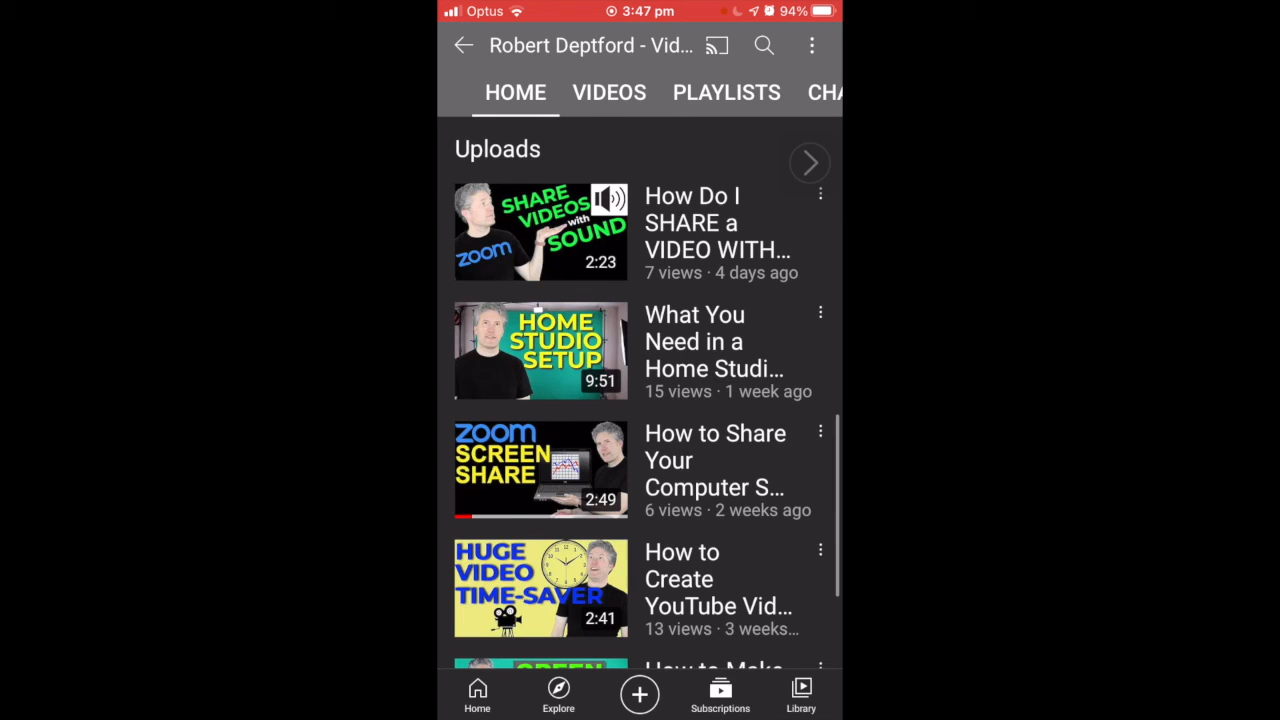 Optus 3:47 pm 94%
Robert Deptford - Vid...
HOME VIDEOS PLAYLISTS CHA
Uploads
SHARE
VIDEOS
with
SOUND
zoom
2:23
How Do I
SHARE a
VIDEO WITH...
7 views · 4 days ago
HOME
STUDIO
SETUP
9:51
What You
Need in a
Home Studi...
15 views · 1 week ago
zoom
SCREEN
SHARE
2:49
How to Share
Your
Computer S...
6 views · 2 weeks ago
HUGE
VIDEO
TIME-SAVER
2:41
How to
Create
YouTube Vid...
13 views · 3 weeks...
GREEN
How to Make
Home Explore Subscriptions Library